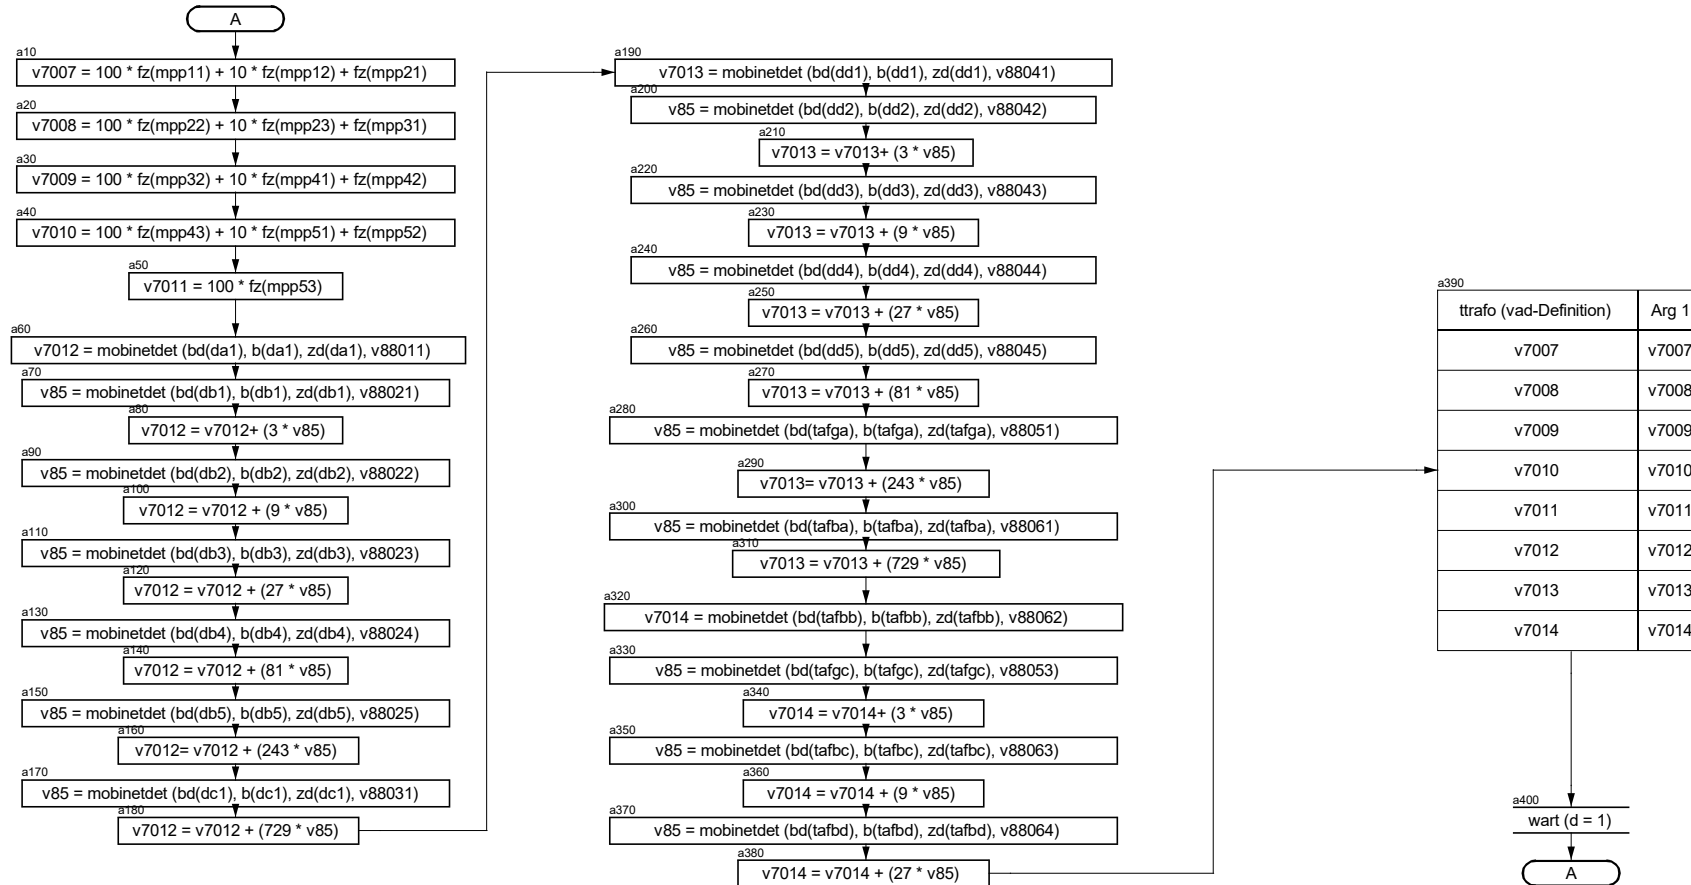 A
a10
v7007 = 100 * fz(mpp11) + 10 * fz(mpp12) + fz(mpp21)
a20
v7008 = 100 * fz(mpp22) + 10 * fz(mpp23) + fz(mpp31)
a30
v7009 = 100 * fz(mpp32) + 10 * fz(mpp41) + fz(mpp42)
a40
v7010 = 100 * fz(mpp43) + 10 * fz(mpp51) + fz(mpp52)
a50
v7011 = 100 * fz(mpp53)
a60
v7012 = mobinetdet (bd(da1), b(da1), zd(da1), v88011)
a70
v85 = mobinetdet (bd(db1), b(db1), zd(db1), v88021)
a80
v7012 = v7012+ (3 * v85)
a90
v85 = mobinetdet (bd(db2), b(db2), zd(db2), v88022)
a100
v7012 = v7012 + (9 * v85)
a110
v85 = mobinetdet (bd(db3), b(db3), zd(db3), v88023)
a120
v7012 = v7012 + (27 * v85)
a130
v85 = mobinetdet (bd(db4), b(db4), zd(db4), v88024)
a140
v7012 = v7012 + (81 * v85)
a150
v85 = mobinetdet (bd(db5), b(db5), zd(db5), v88025)
a160
v7012= v7012 + (243 * v85)
a170
v85 = mobinetdet (bd(dc1), b(dc1), zd(dc1), v88031)
a180
v7012 = v7012 + (729 * v85)
a190
v7013 = mobinetdet (bd(dd1), b(dd1), zd(dd1), v88041)
a200
v85 = mobinetdet (bd(dd2), b(dd2), zd(dd2), v88042)
a210
v7013 = v7013+ (3 * v85)
a220
v85 = mobinetdet (bd(dd3), b(dd3), zd(dd3), v88043)
a230
v7013 = v7013 + (9 * v85)
a240
v85 = mobinetdet (bd(dd4), b(dd4), zd(dd4), v88044)
a250
v7013 = v7013 + (27 * v85)
a260
v85 = mobinetdet (bd(dd5), b(dd5), zd(dd5), v88045)
a270
v7013 = v7013 + (81 * v85)
a280
v85 = mobinetdet (bd(tafga), b(tafga), zd(tafga), v88051)
a290
v7013= v7013 + (243 * v85)
a300
v85 = mobinetdet (bd(tafba), b(tafba), zd(tafba), v88061)
a310
v7013 = v7013 + (729 * v85)
a320
v7014 = mobinetdet (bd(tafbb), b(tafbb), zd(tafbb), v88062)
a330
v85 = mobinetdet (bd(tafgc), b(tafgc), zd(tafgc), v88053)
a340
v7014 = v7014+ (3 * v85)
a350
v85 = mobinetdet (bd(tafbc), b(tafbc), zd(tafbc), v88063)
a360
v7014 = v7014 + (9 * v85)
a370
v85 = mobinetdet (bd(tafbd), b(tafbd), zd(tafbd), v88064)
a380
v7014 = v7014 + (27 * v85)
a390
ttrafo (vad-Definition) Arg 1
v7007 v7007
v7008 v7008
v7009 v7009
v7010 v7010
v7011 v7011
v7012 v7012
v7013 v7013
v7014 v7014
a400
wart (d = 1)
A